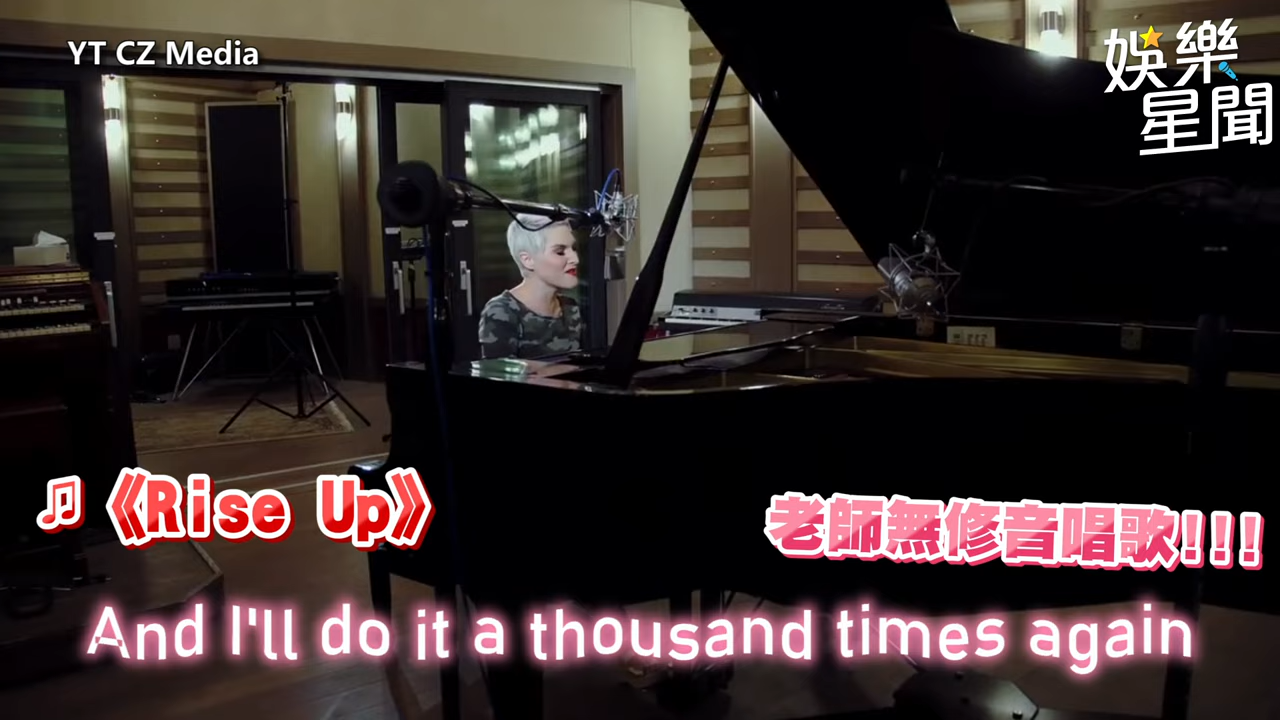 YT CZ Media
娛樂
星聞
♫《Rise Up》
老師無修音唱歌!!!
And I'll do it a thousand times again